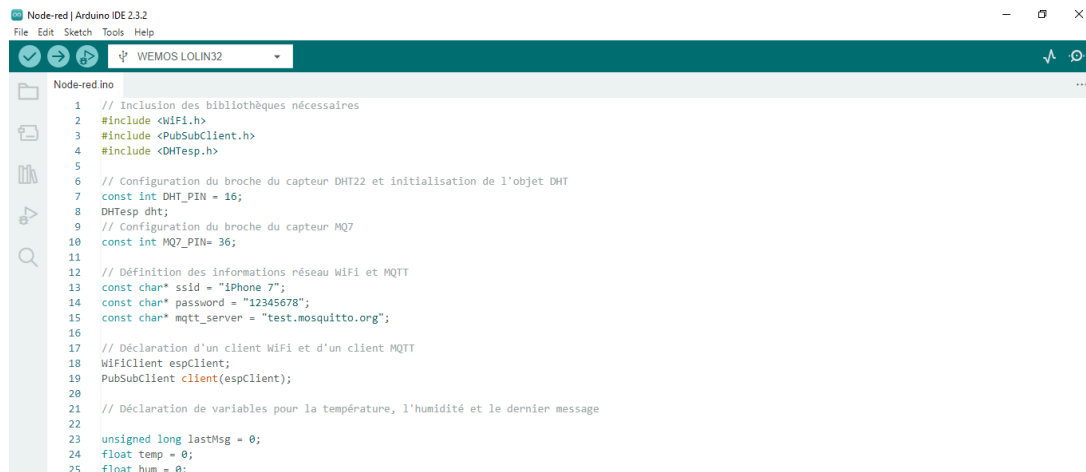 Node-red | Arduino IDE 2.3.2
File Edit Sketch Tools Help
WEMOS LOLIN32
Node-red.ino
1 // Inclusion des bibliothèques nécessaires
2 #include <WiFi.h>
3 #include <PubSubClient.h>
4 #include <DHTesp.h>
5
6 // Configuration du broche du capteur DHT22 et initialisation de l'objet DHT
7 const int DHT_PIN = 16;
8 DHTesp dht;
9 // Configuration du broche du capteur MQ7
10 const int MQ7_PIN= 36;
11
12 // Définition des informations réseau WiFi et MQTT
13 const char* ssid = "iPhone 7";
14 const char* password = "12345678";
15 const char* mqtt_server = "test.mosquitto.org";
16
17 // Déclaration d'un client WiFi et d'un client MQTT
18 WiFiClient espClient;
19 PubSubClient client(espClient);
20
21 // Déclaration de variables pour la température, l'humidité et le dernier message
22
23 unsigned long lastMsg = 0;
24 float temp = 0;
25 float hum = 0;